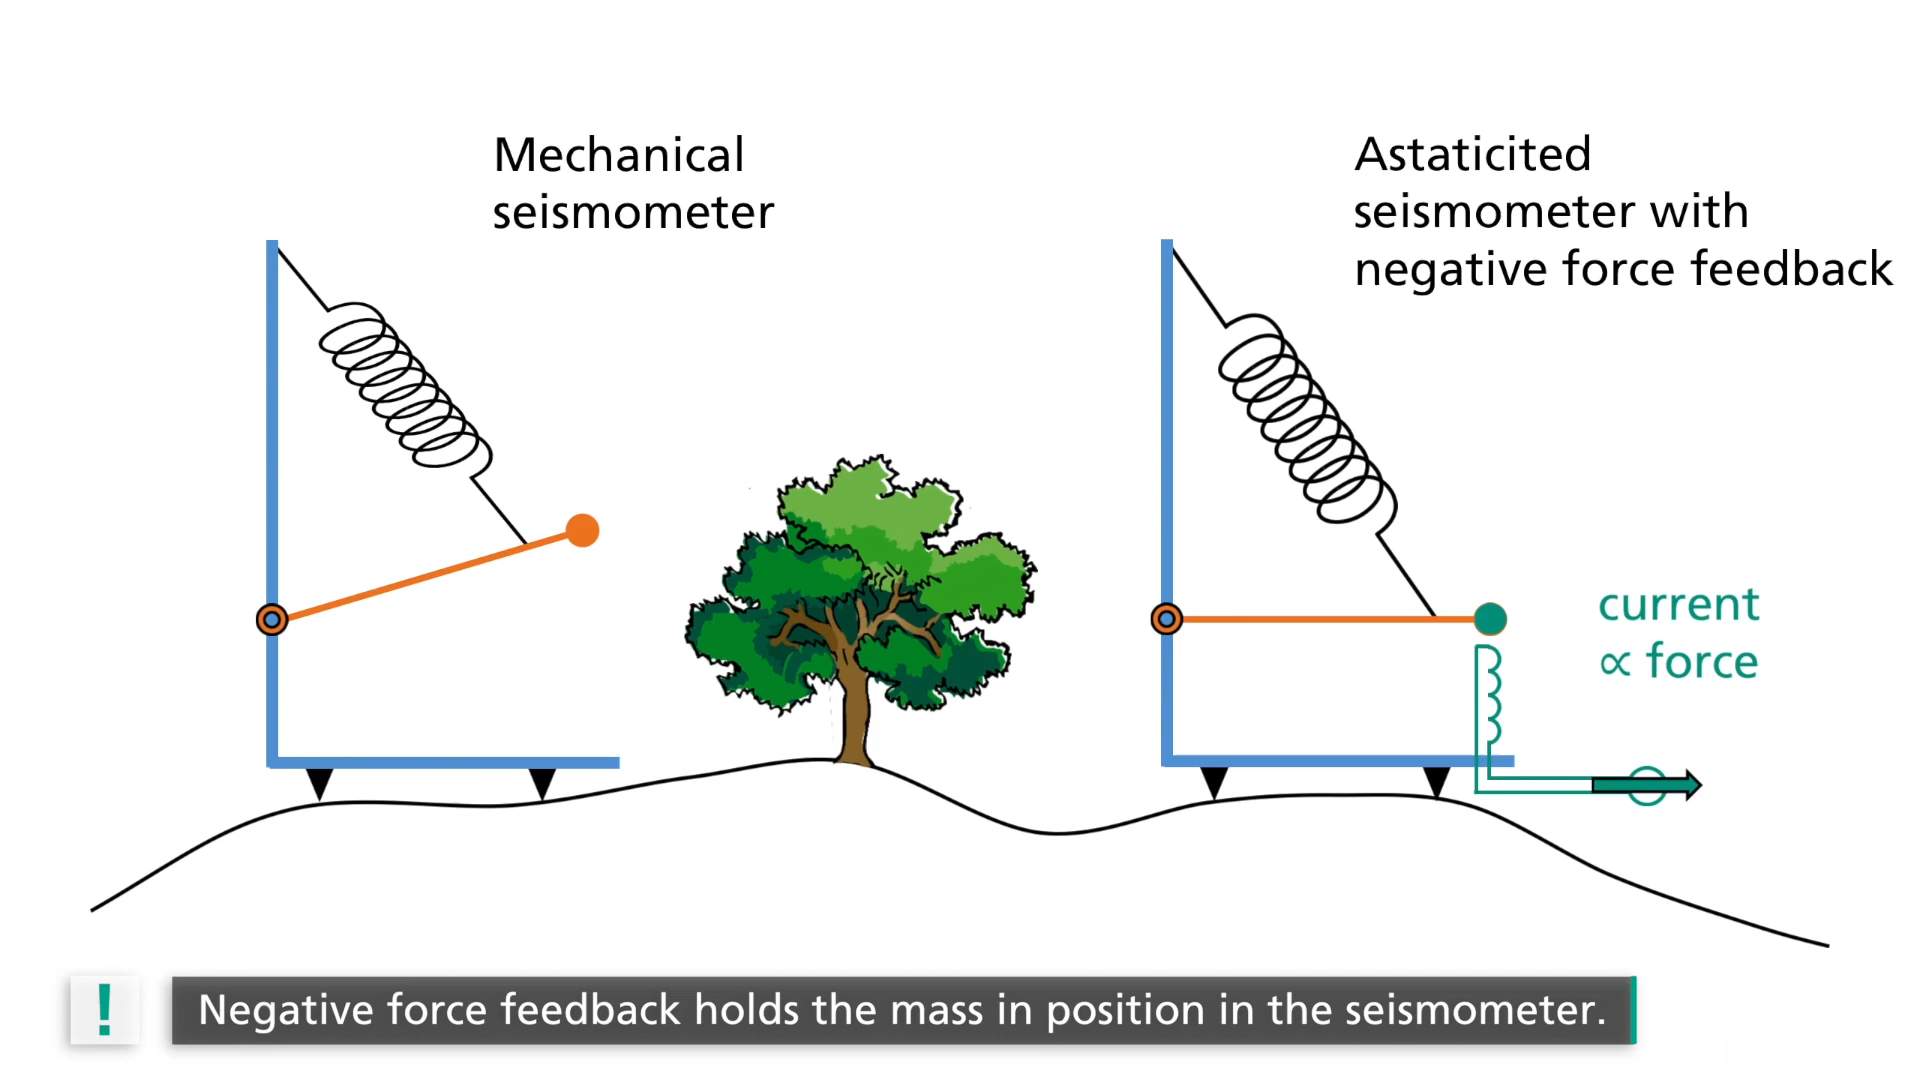 Mechanical
seismometer
Astaticited
seismometer with
negative force feedback
current
∝ force
! Negative force feedback holds the mass in position in the seismometer.